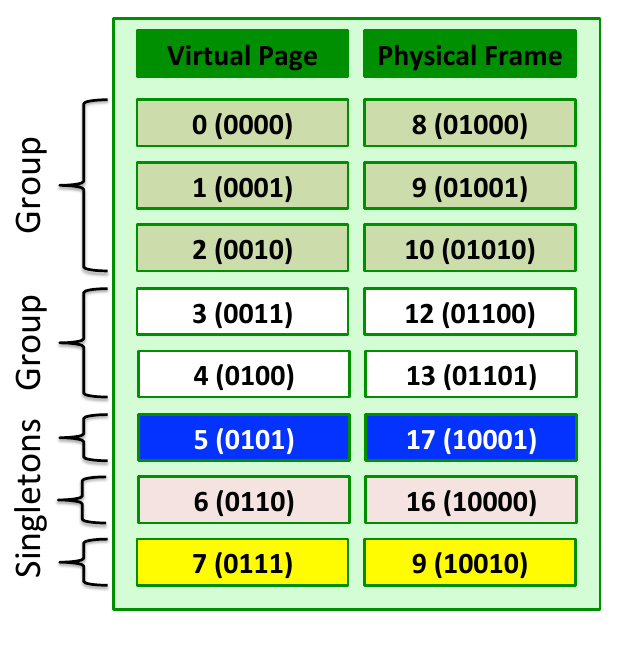 Virtual Page Physical Frame
Group
0 (0000) 8 (01000)
1 (0001) 9 (01001)
2 (0010) 10 (01010)
Group
3 (0011) 12 (01100)
4 (0100) 13 (01101)
Singletons
5 (0101) 17 (10001)
6 (0110) 16 (10000)
7 (0111) 9 (10010)